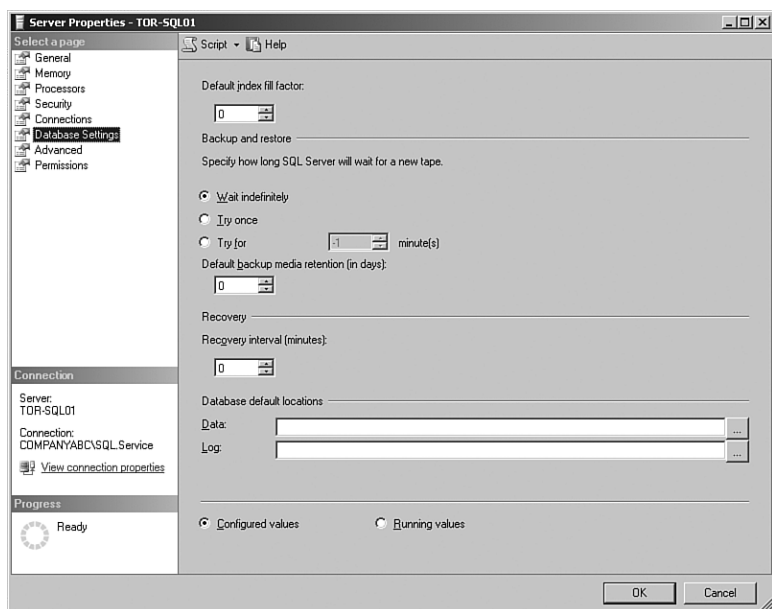 Server Properties - TOR-SQL01
Select a page
General
Memory
Processors
Security
Connections
Database Settings
Advanced
Permissions
Script Help
Default index fill factor:
0
Backup and restore
Specify how long SQL Server will wait for a new tape.
Wait indefinitely
Try once
Try for -1 minute(s)
Default backup media retention (in days):
0
Recovery
Recovery interval (minutes):
0
Database default locations
Data:
...
Log:
...
Configured values Running values
Connection
Server:
TOR-SQL01
Connection:
COMPANYABC\SQL.Service
View connection properties
Progress
Ready
OK Cancel